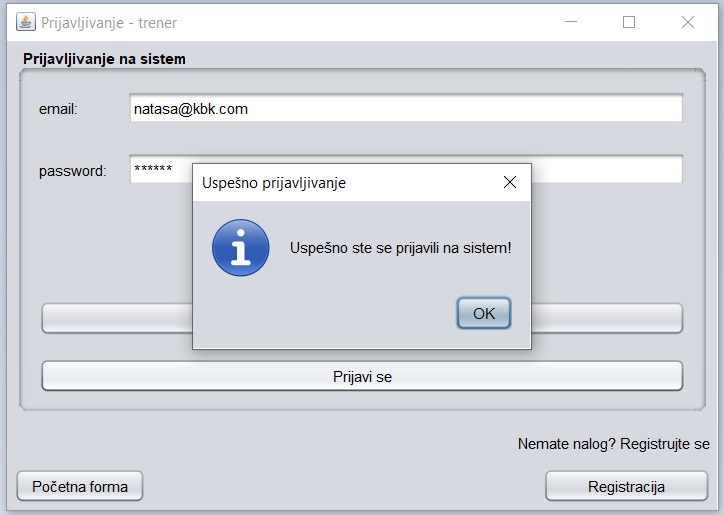 Prijavljivanje - trener
Prijavljivanje na sistem
email:
natasa@kbk.com
password:
******
Uspešno prijavljivanje
Uspešno ste se prijavili na sistem!
OK
Prijavi se
Nemate nalog? Registrujte se
Početna forma
Registracija